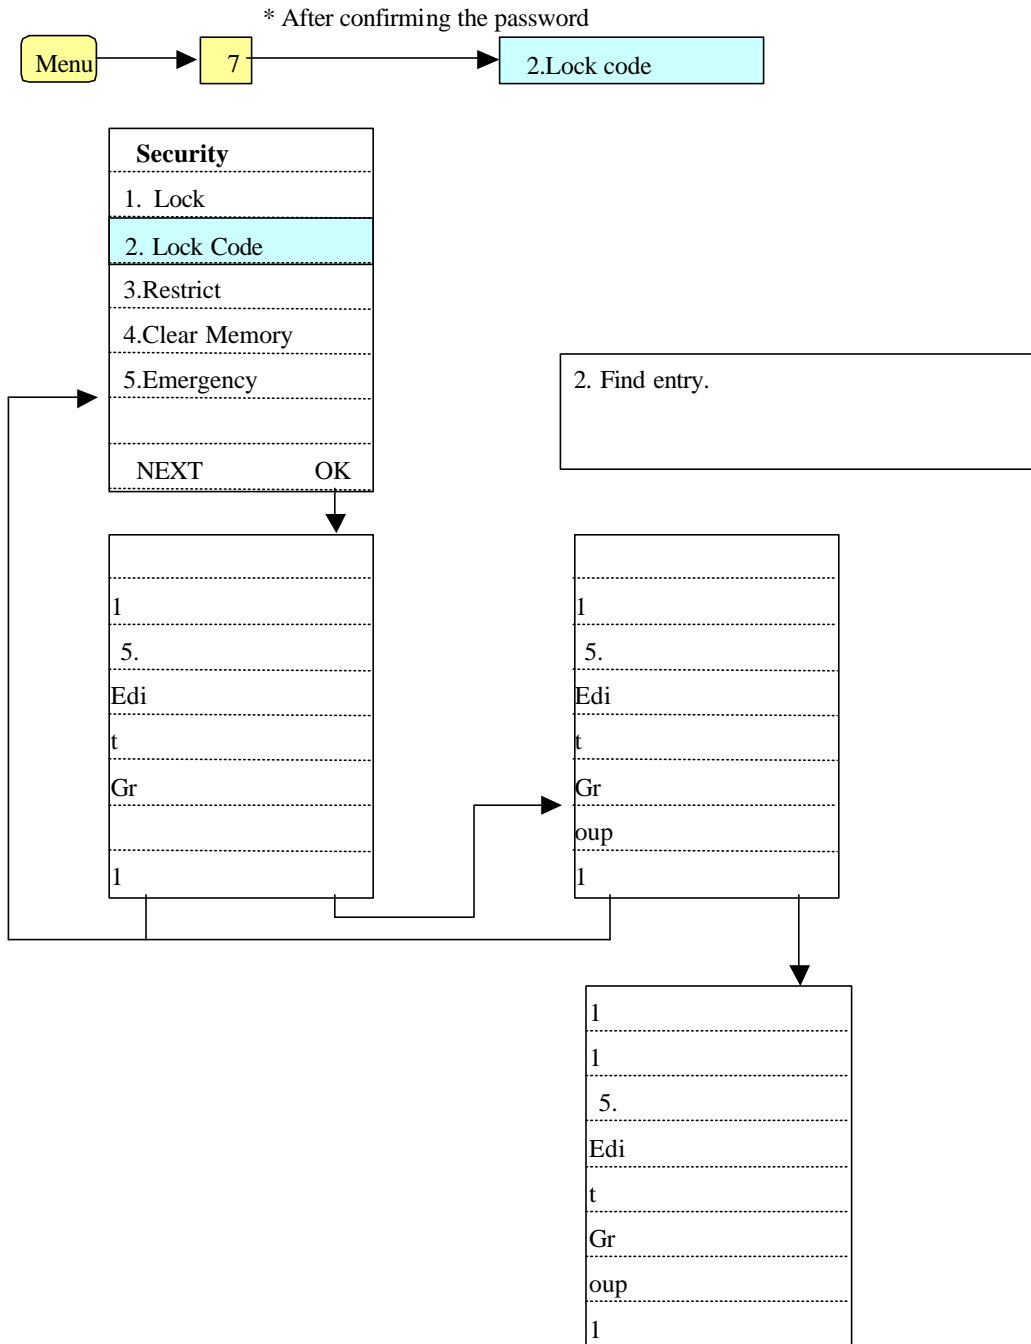 * After confirming the password
Menu
7
2.Lock code
Security
1. Lock
2. Lock Code
3.Restrict
4.Clear Memory
5.Emergency
NEXT OK
2. Find entry.
1
5.
Edi
t
Gr
1
1
5.
Edi
t
Gr
oup
1
1
1
5.
Edi
t
Gr
oup
1